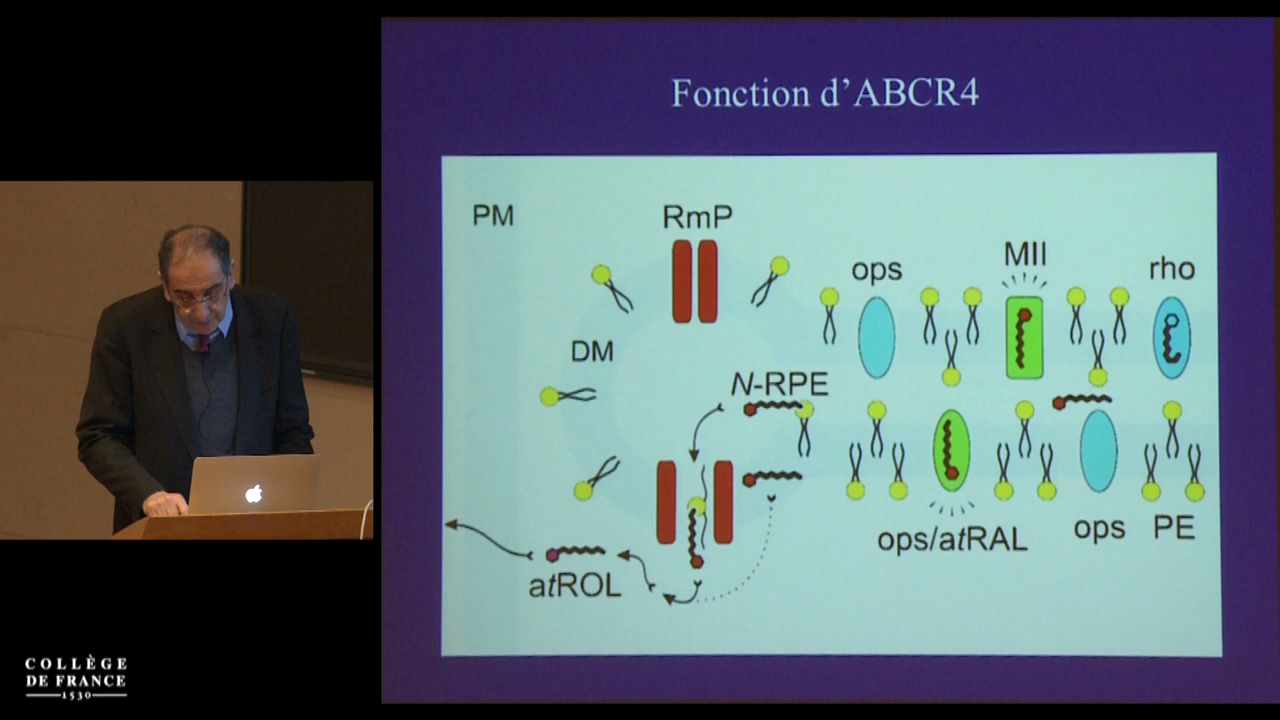 Fonction d'ABCR4
PM
RmP
ops
MII
rho
DM
N-RPE
ops/atRAL
ops
PE
atROL
COLLÈGE
DE FRANCE
1530